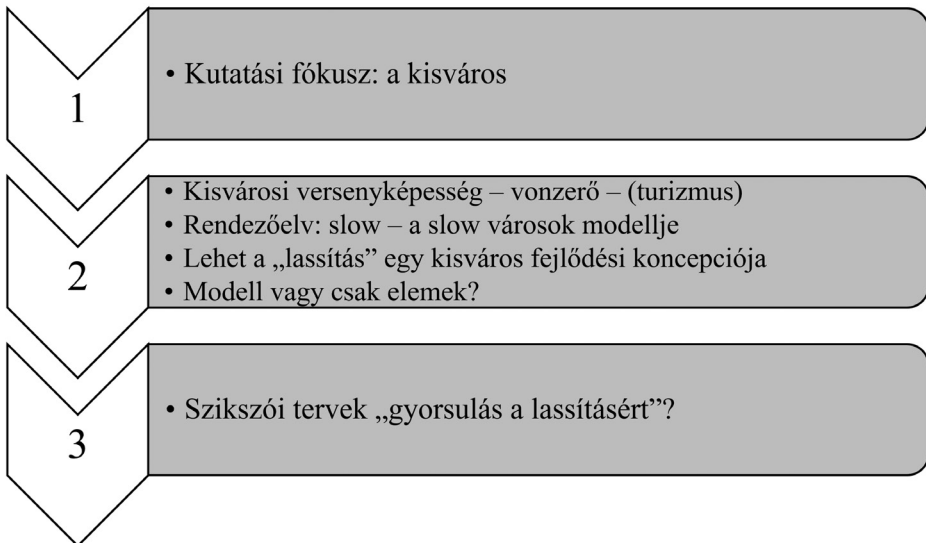 1
• Kutatási fókusz: a kisváros
2
• Kisvárosi versenyképesség – vonzerő – (turizmus)
• Rendezőelv: slow – a slow városok modellje
• Lehet a „lassítás” egy kisváros fejlődési koncepciója
• Modell vagy csak elemek?
3
• Szikszói tervek „gyorsulás a lassításért”?